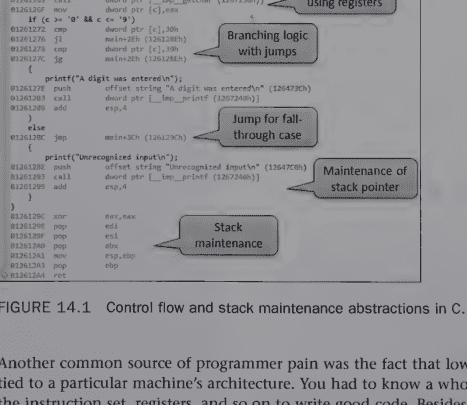 using registers
0126126F mov dword ptr [c],eax
if (c >= '0' && c <= '9')
01261272 cmp dword ptr [c],30h
01261276 jl main+2Eh (126128Eh)
01261278 cmp dword ptr [c],39h
0126127C jg main+2Eh (126128Eh)
Branching logic
with jumps
{
printf("A digit was entered\n");
0126127E push offset string "A digit was entered\n"
01261283 call dword ptr [__imp__printf
01261289 add esp,4
}
else
0126128C jmp main+3Ch (126129Ch)
Jump for fall-
through case
{
printf("Unrecognized input\n");
0126128E push offset string "Unrecognized input\n"
01261293 call dword ptr [__imp__printf
01261299 add esp,4
Maintenance of
stack pointer
}
}
0126129C xor eax,eax
0126129E pop edi
0126129F pop esi
012612A0 pop ebx
012612A1 mov esp,ebp
012612A3 pop ebp
012612A4 ret
Stack
maintenance
FIGURE 14.1 Control flow and stack maintenance abstractions in C.
Another common source of programmer pain was the fact that low
tied to a particular machine's architecture. You had to know a who
the instruction set, registers, and so on to write good code. Besides